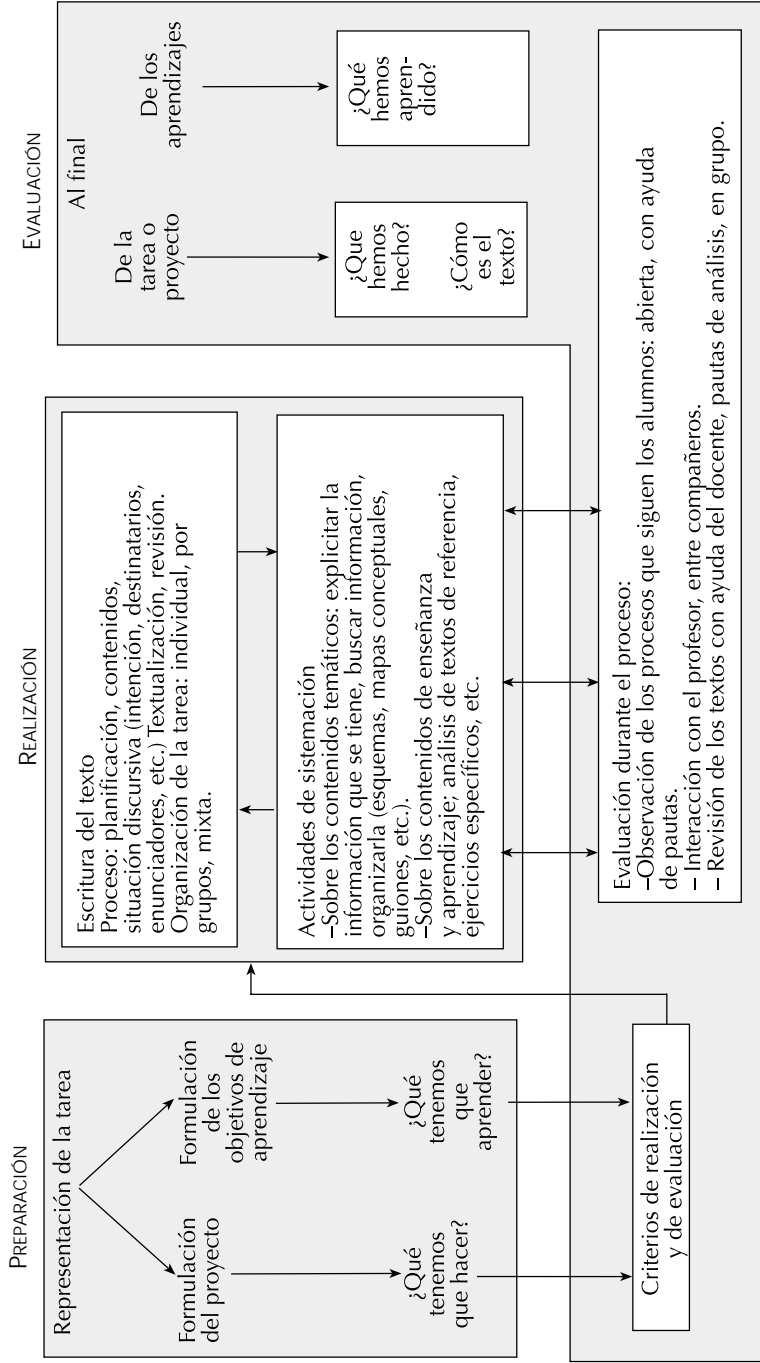 PREPARACIÓN
Representación de la tarea
Formulación
del proyecto
Formulación
de los
objetivos de
aprendizaje
¿Qué
tenemos
que hacer?
¿Qué
tenemos
que
aprender?
Criterios de realización
y de evaluación
REALIZACIÓN
Escritura del texto
Proceso: planificación, contenidos,
situación discursiva (intención, destinatarios,
enunciadores, etc.) Textualización, revisión.
Organización de la tarea: individual, por
grupos, mixta.
Actividades de sistemación
–Sobre los contenidos temáticos: explicitar la
información que se tiene, buscar información,
organizarla (esquemas, mapas conceptuales,
guiones, etc.).
–Sobre los contenidos de enseñanza
y aprendizaje; análisis de textos de referencia,
ejercicios específicos, etc.
EVALUACIÓN
Al final
De la
tarea o
proyecto
De los
aprendizajes
¿Que
hemos
hecho?
¿Cómo
es el
texto?
¿Qué
hemos
apren-
dido?
Evaluación durante el proceso:
–Observación de los procesos que siguen los alumnos: abierta, con ayuda
de pautas.
– Interacción con el profesor, entre compañeros.
– Revisión de los textos con ayuda del docente, pautas de análisis, en grupo.